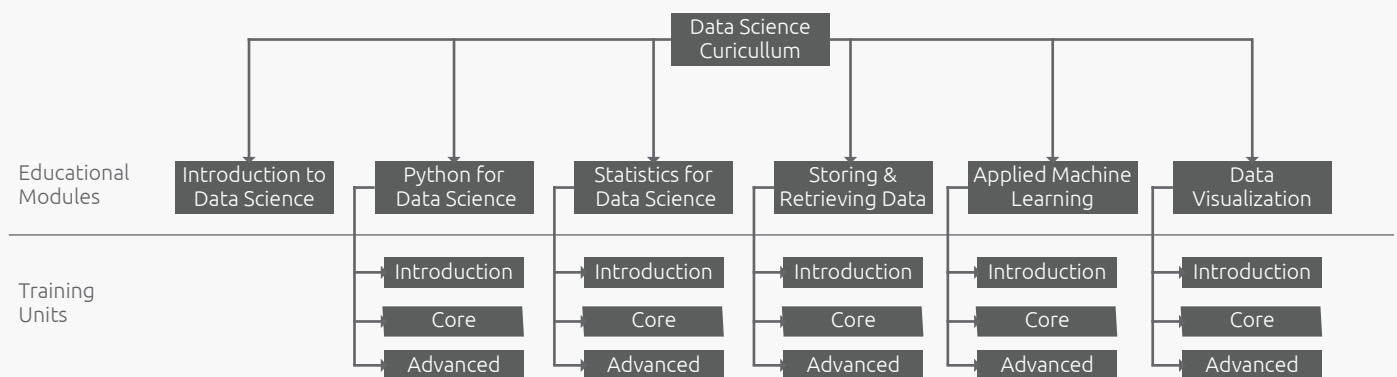 Data Science
Curicullum
Educational
Modules
Introduction to
Data Science
Python for
Data Science
Statistics for
Data Science
Storing &
Retrieving Data
Applied Machine
Learning
Data
Visualization
Training
Units
Introduction
Introduction
Introduction
Introduction
Introduction
Core
Core
Core
Core
Core
Advanced
Advanced
Advanced
Advanced
Advanced